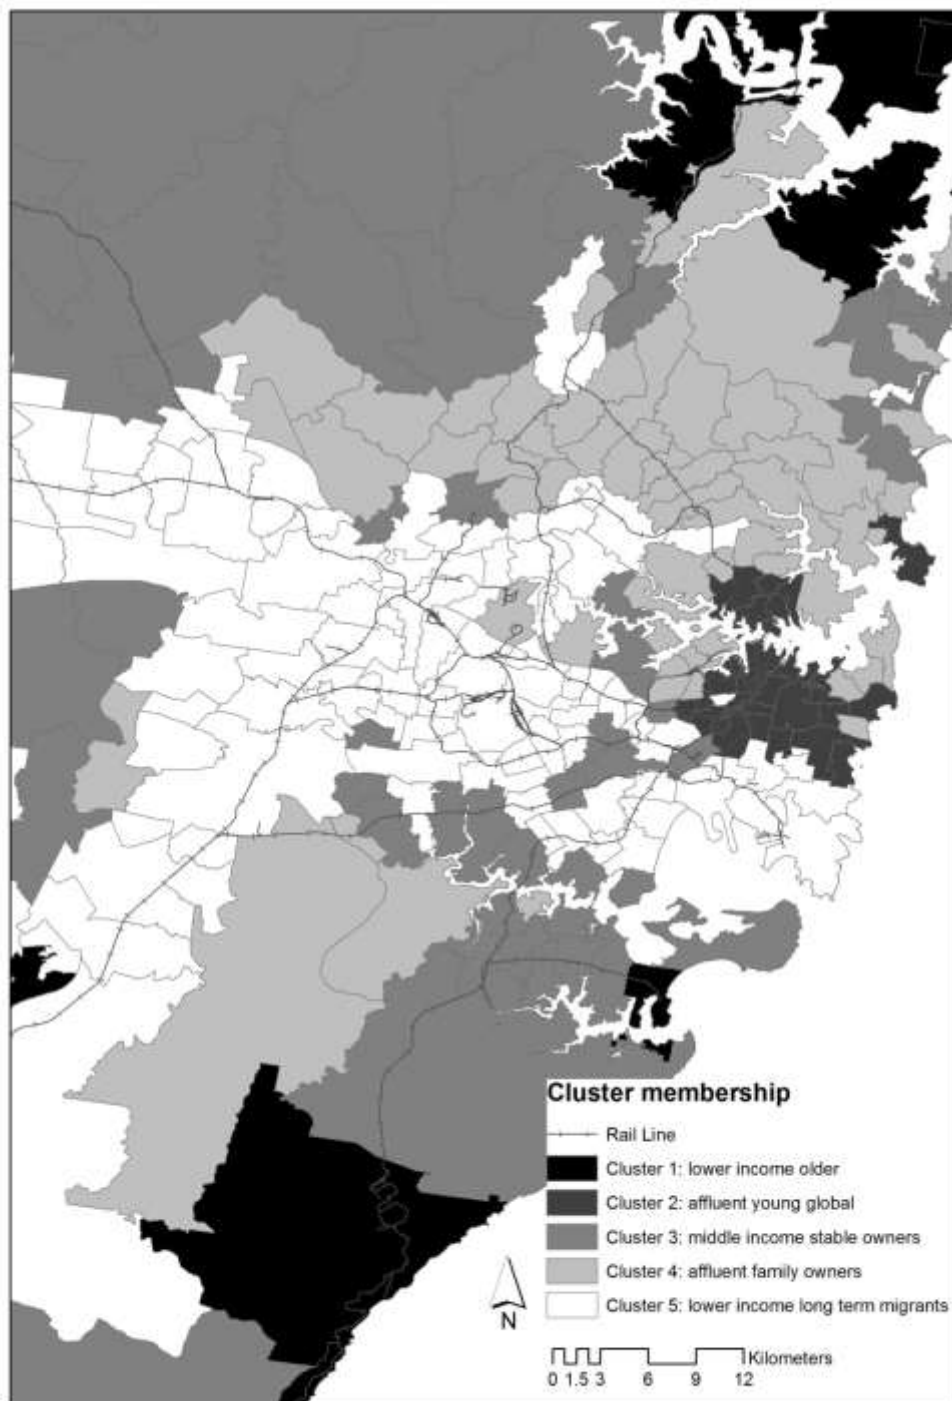 Cluster membership
Rail Line
Cluster 1: lower income older
Cluster 2: affluent young global
Cluster 3: middle income stable owners
Cluster 4: affluent family owners
Cluster 5: lower income long term migrants
N
Kilometers
0 1.5 3 6 9 12